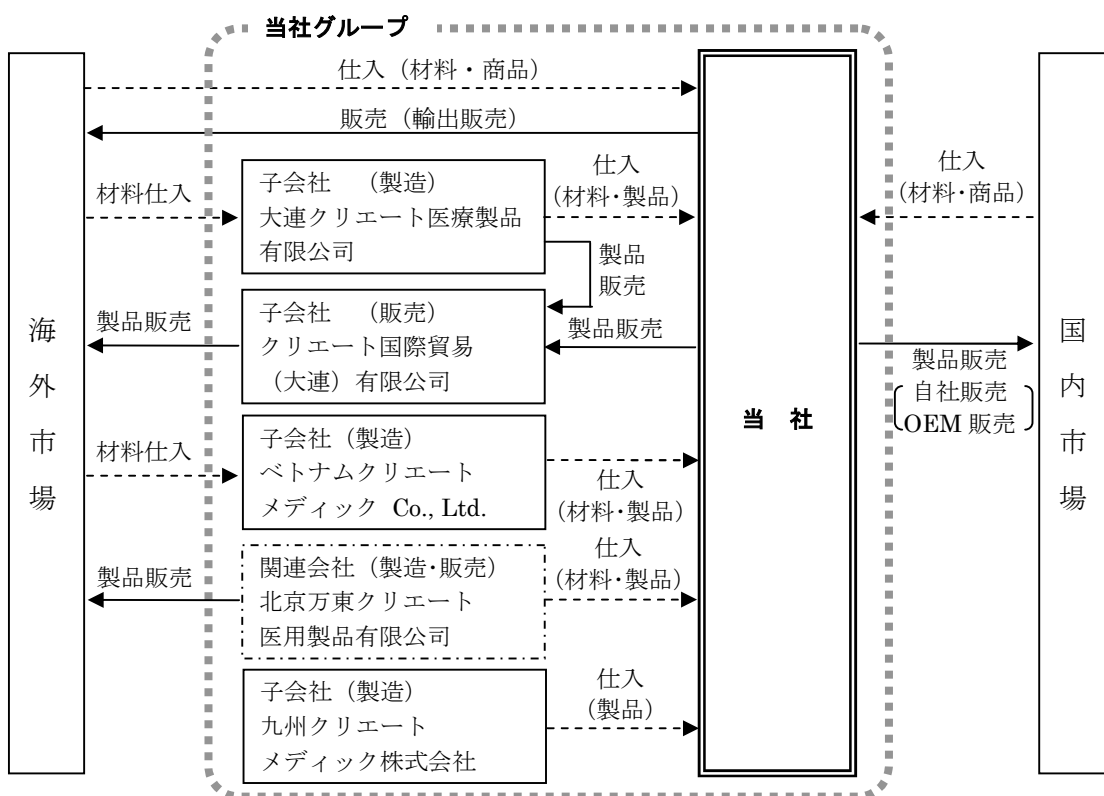 当社グループ
仕入（材料・商品）
販売（輸出販売）
材料仕入
子会社　（製造）
大連クリエート医療製品
有限公司
仕入
(材料･製品)
仕入
(材料･商品)
製品
販売
製品販売
子会社　（販売）
クリエート国際貿易
（大連）有限公司
製品販売
製品販売
自社販売
OEM 販売
海外市場
当 社
国内市場
材料仕入
子会社（製造）
ベトナムクリエート
メディック Co., Ltd.
仕入
(材料･製品)
製品販売
関連会社（製造･販売）
北京万東クリエート
医用製品有限公司
仕入
(材料･製品)
子会社（製造）
九州クリエート
メディック株式会社
仕入
(製品)